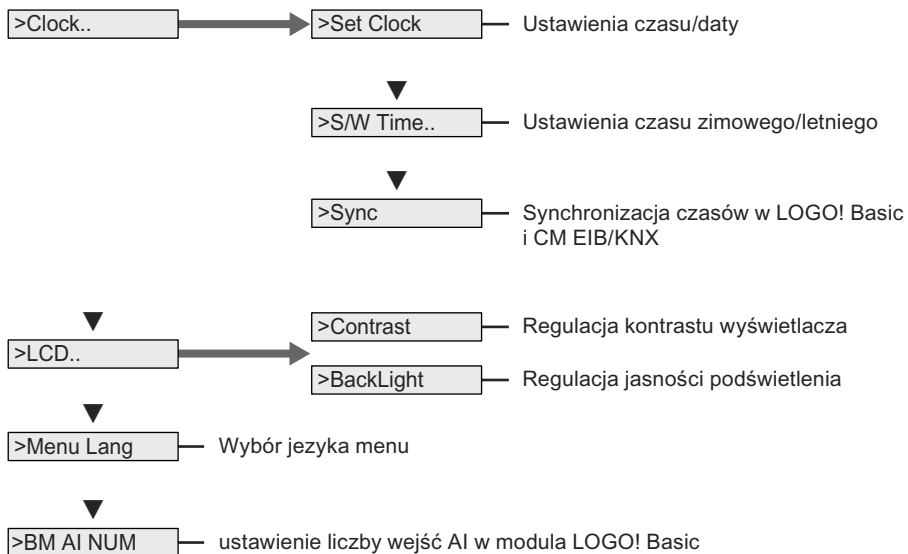 >Clock..
>Set Clock
Ustawienia czasu/daty
>S/W Time..
Ustawienia czasu zimowego/letniego
>Sync
Synchronizacja czasów w LOGO! Basic
i CM EIB/KNX
>LCD..
>Contrast
Regulacja kontrastu wyświetlacza
>BackLight
Regulacja jasności podświetlenia
>Menu Lang
Wybór jezyka menu
>BM AI NUM
ustawienie liczby wejść AI w modula LOGO! Basic